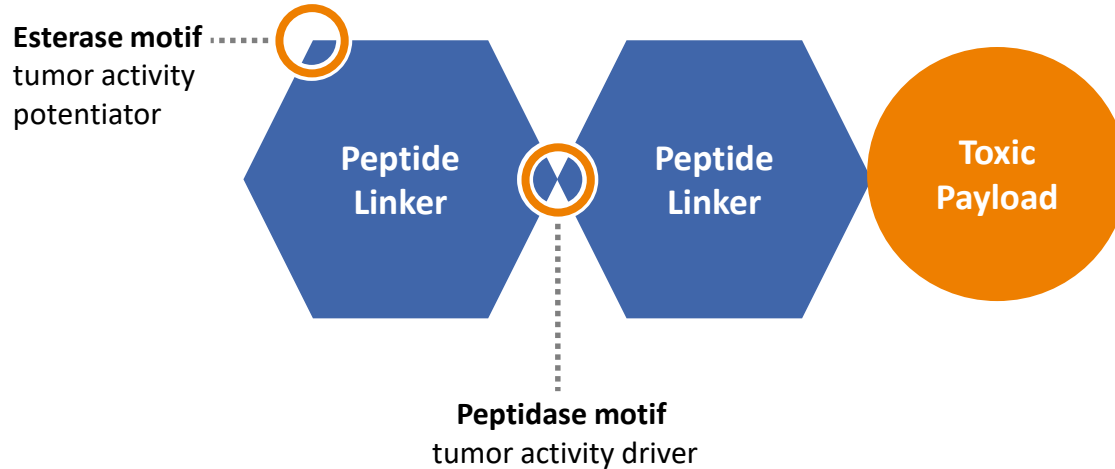 Esterase motif
tumor activity
potentiator
Peptide
Linker
Peptide
Linker
Toxic
Payload
Peptidase motif
tumor activity driver